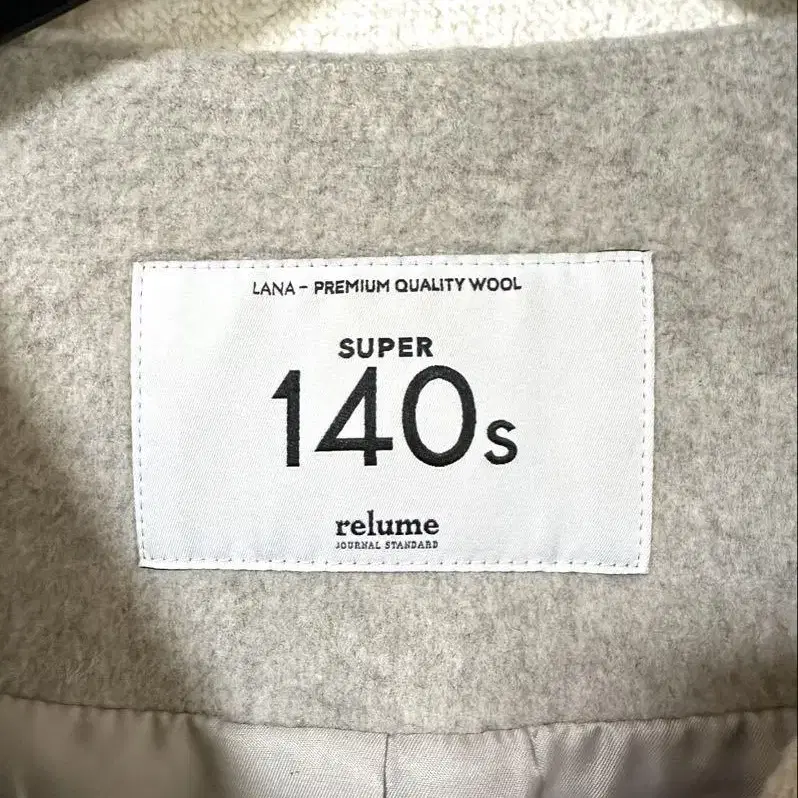 LANA – PREMIUM QUALITY WOOL
SUPER
140s
relume
JOURNAL STANDARD